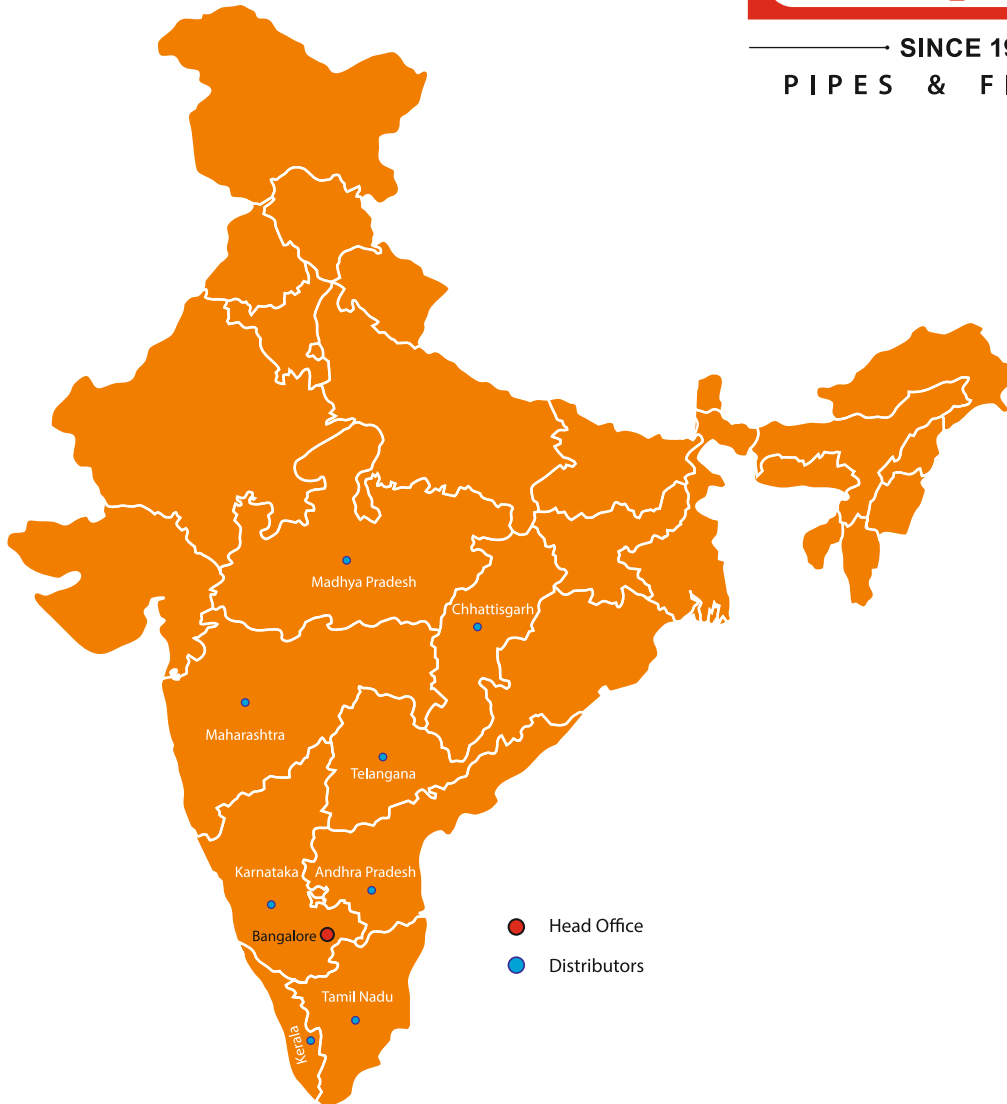 SINCE 19
PIPES & F
Madhya Pradesh
Chhattisgarh
Maharashtra
Telangana
Karnataka
Andhra Pradesh
Bangalore
Head Office
Distributors
Tamil Nadu
Kerala